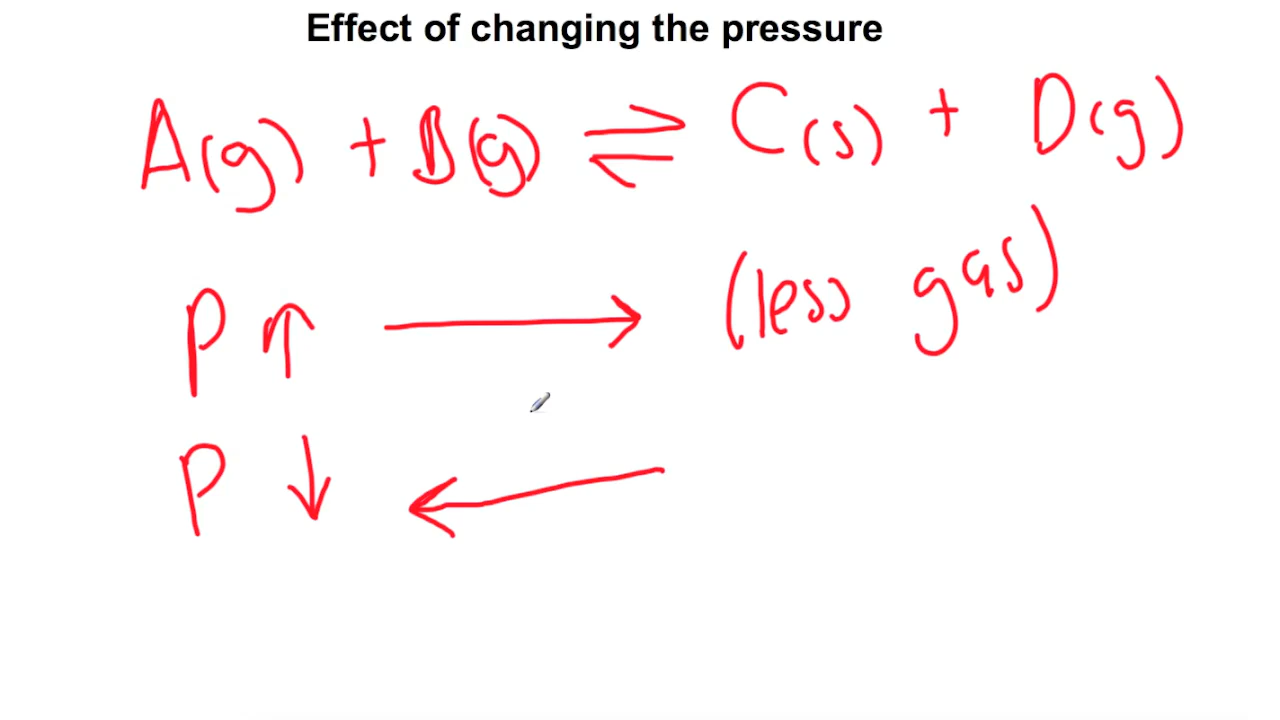 Effect of changing the pressure
A(g) + B(g) ⇌ C(s) + D(g)
P ↑ → (less gas)
P ↓ ←